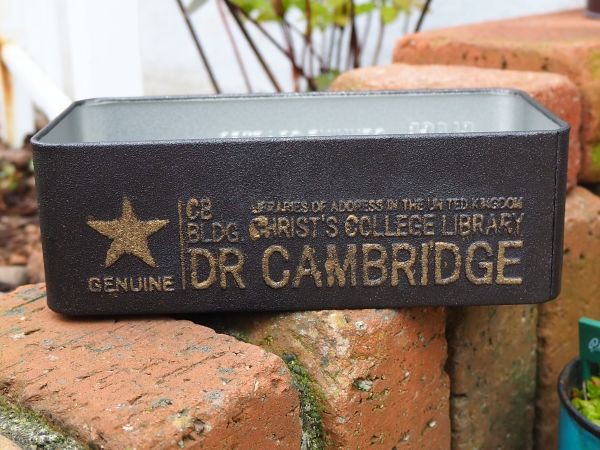 GENUINE
CB
BLDG.
LIBRARIES OF ADDRESS IN THE UNITED KINGDOM
CHRIST'S COLLEGE LIBRARY
DR CAMBRIDGE